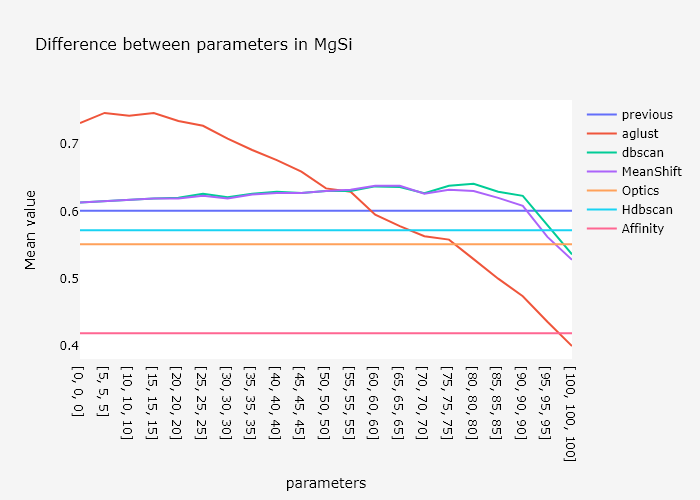 Difference between parameters in MgSi
previous
aglust
dbscan
MeanShift
Optics
Hdbscan
Affinity
Mean value
0.7
0.6
0.5
0.4
[0, 0, 0]
[5, 5, 5]
[10, 10, 10]
[15, 15, 15]
[20, 20, 20]
[25, 25, 25]
[30, 30, 30]
[35, 35, 35]
[40, 40, 40]
[45, 45, 45]
[50, 50, 50]
[55, 55, 55]
[60, 60, 60]
[65, 65, 65]
[70, 70, 70]
[75, 75, 75]
[80, 80, 80]
[85, 85, 85]
[90, 90, 90]
[95, 95, 95]
[100, 100, 100]
parameters